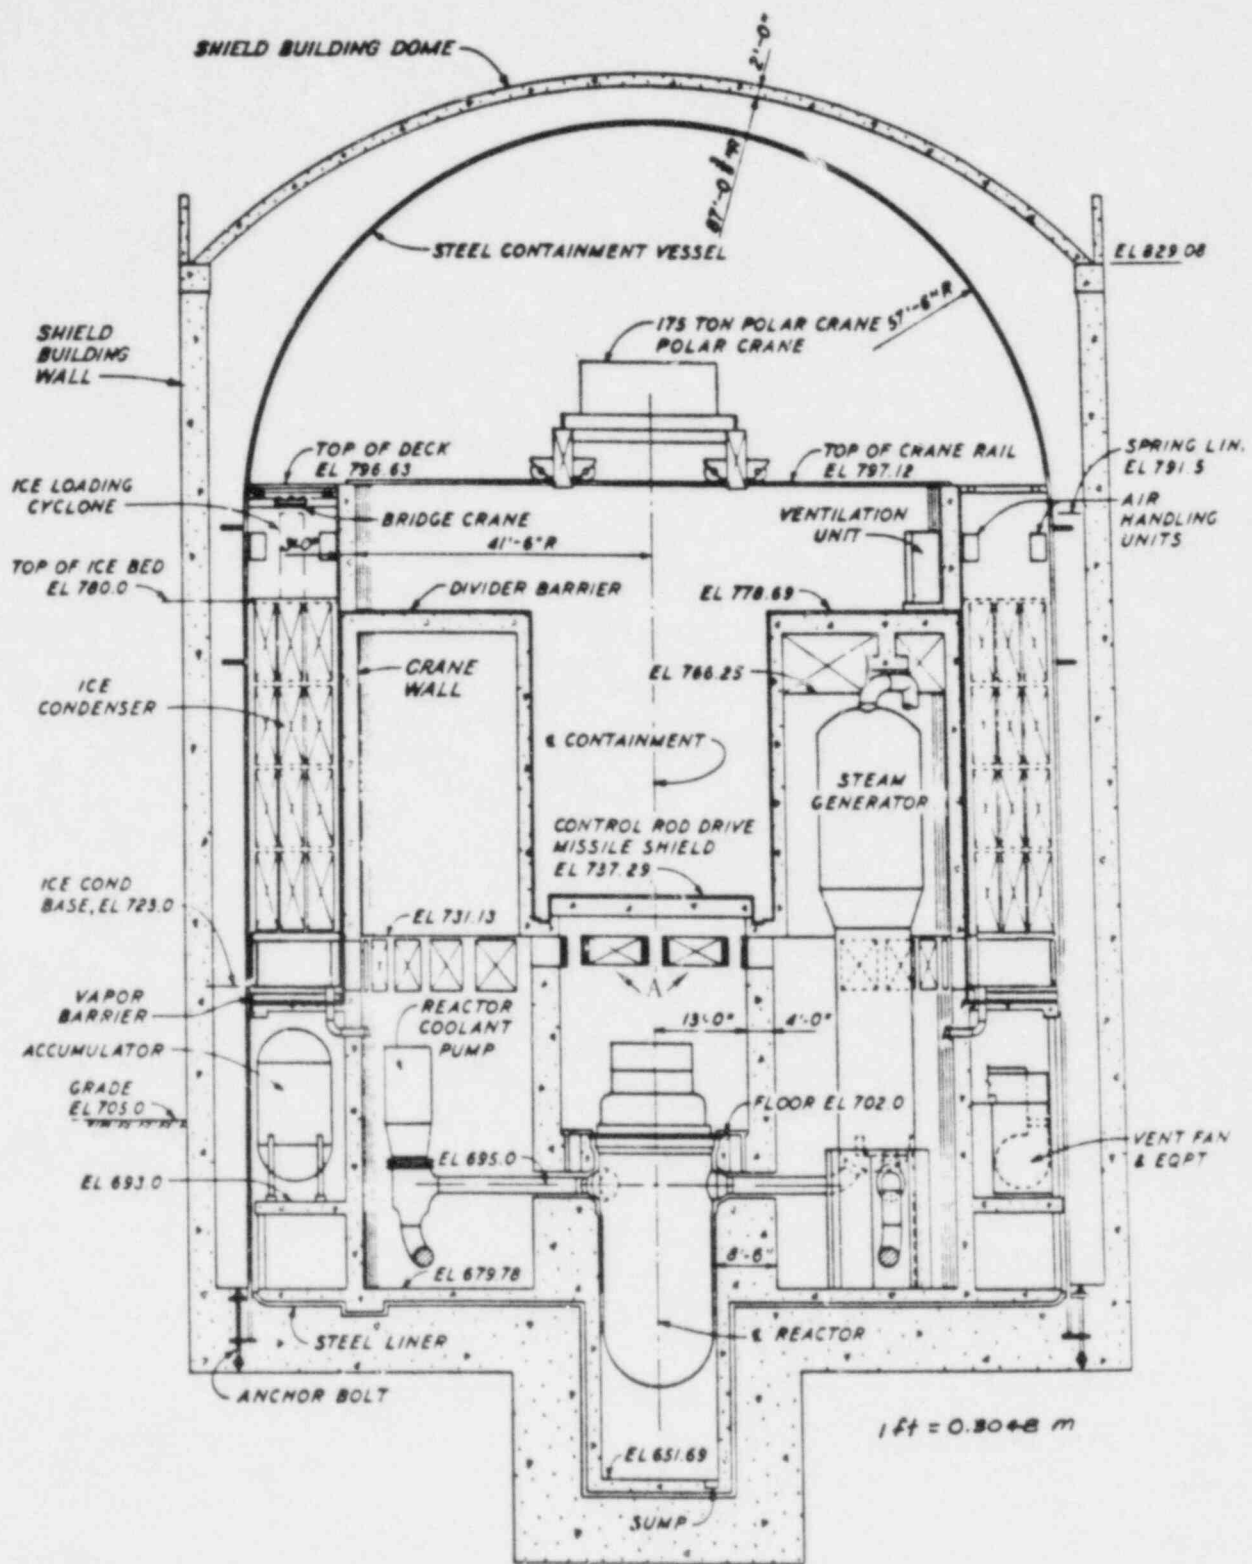 SHIELD BUILDING DOME
2'-0"
STEEL CONTAINMENT VESSEL
EL 829.08
175 TON POLAR CRANE
POLAR CRANE
57'-6"R
SHIELD
BUILDING
WALL
TOP OF DECK
EL 796.63
TOP OF CRANE RAIL
EL 797.12
SPRING LIN.
EL 791.5
ICE LOADING
CYCLONE
BRIDGE CRANE
VENTILATION
UNIT
AIR
HANDLING
UNITS
41'-6"R
TOP OF ICE BED
EL 780.0
DIVIDER BARRIER
EL 778.69
CRANE
WALL
EL 766.25
ICE
CONDENSER
℄ CONTAINMENT
STEAM
GENERATOR
CONTROL ROD DRIVE
MISSILE SHIELD
EL 737.29
ICE COND
BASE, EL 723.0
EL 731.13
A
VAPOR
BARRIER
REACTOR
COOLANT
PUMP
13'-0"
4'-0"
ACCUMULATOR
GRADE
EL 705.0
FLOOR EL 702.0
VENT FAN
& EQPT
EL 695.0
EL 693.0
8'-6"
EL 679.78
STEEL LINER
℄ REACTOR
ANCHOR BOLT
1 ft = 0.3048 m
EL 651.69
SUMP